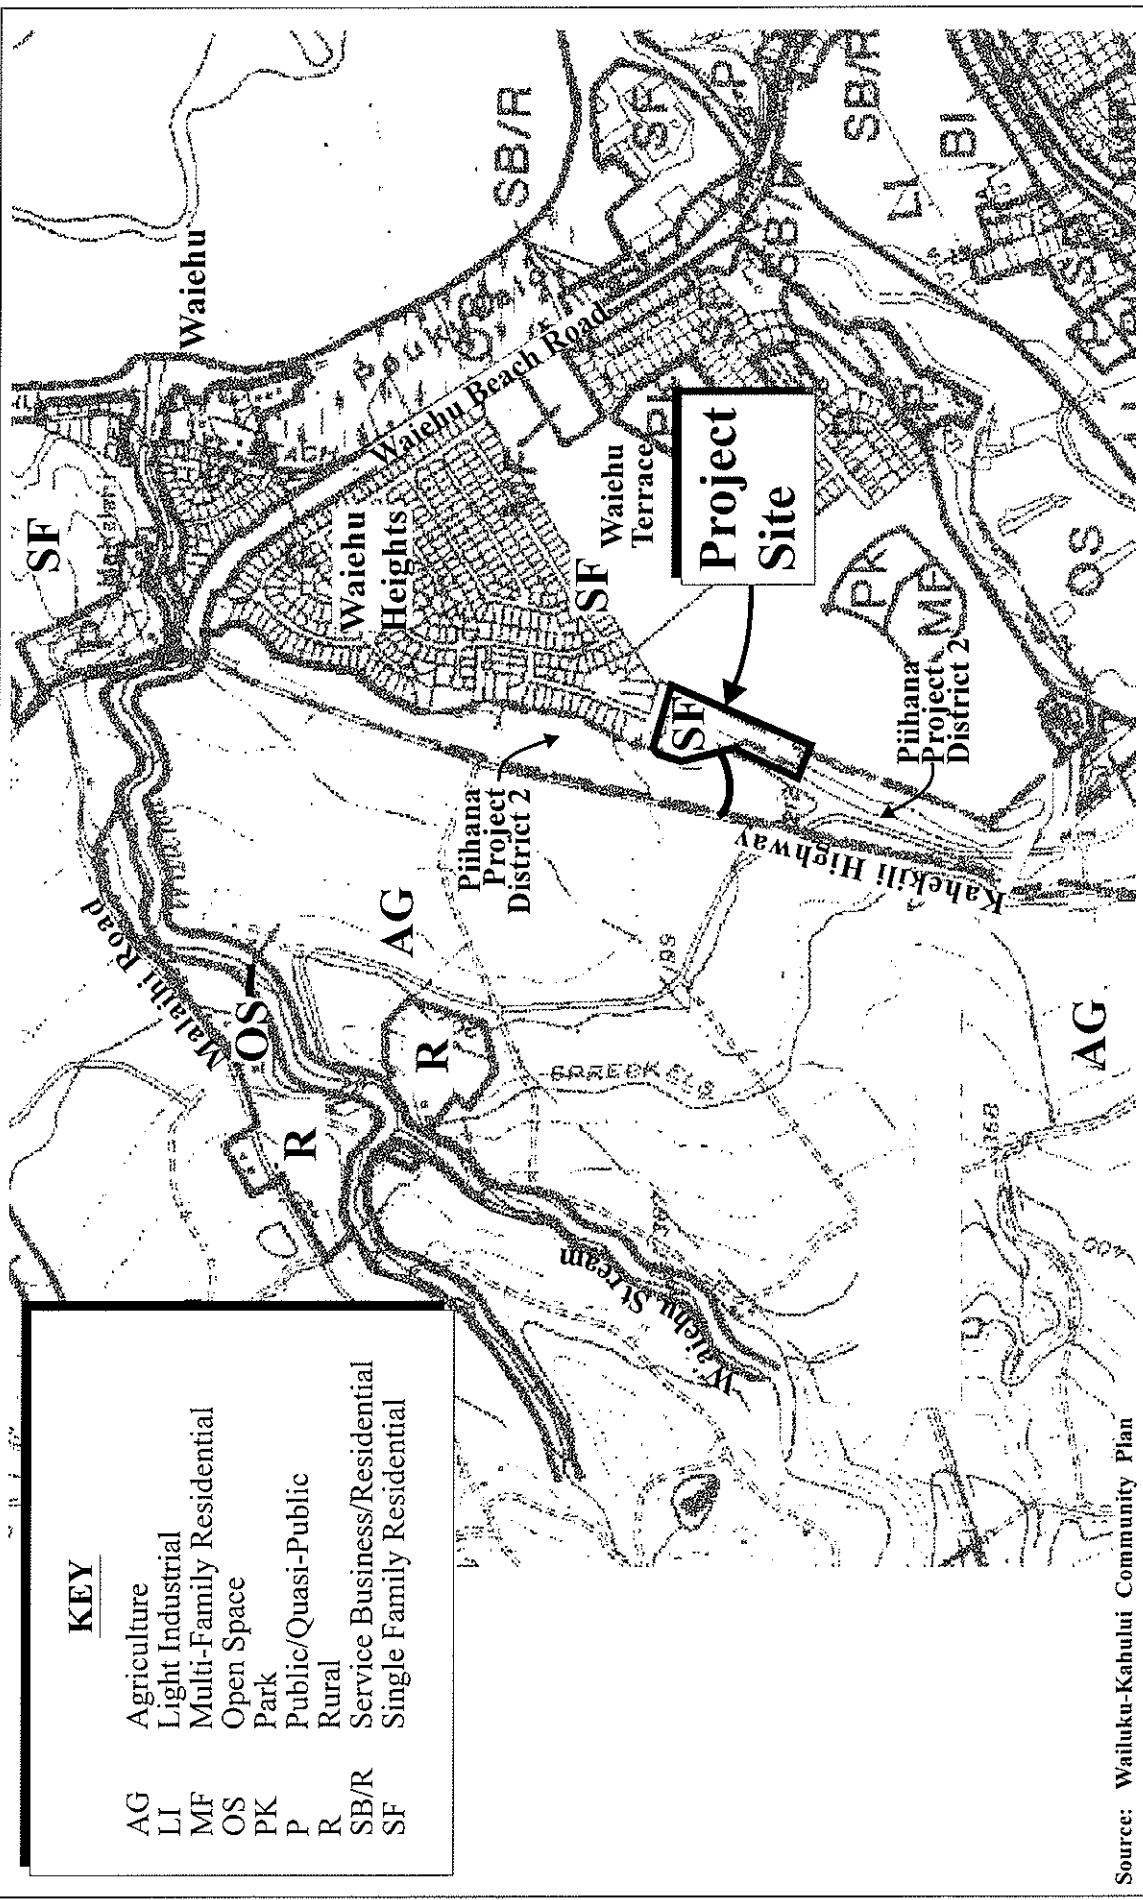 KEY
AG Agriculture
LI Light Industrial
MF Multi-Family Residential
OS Open Space
PK Park
P Public/Quasi-Public
R Rural
SB/R Service Business/Residential
SF Single Family Residential
SF
Waiehu
SB/R
SF
P
SB/R
LI
BI
Malaihi Road
OS
R
R
AG
SPRECKELS
Waiehu Stream
Waiehu
Heights
Waiehu Beach Road
SF
Waiehu
Terrace
PK
Project
Site
SF
PK
MF
OS
Piihana
Project
District 2
Piihana
Project
District 2
Kahekili Highway
AG
400
Source: Wailuku-Kahului Community Plan